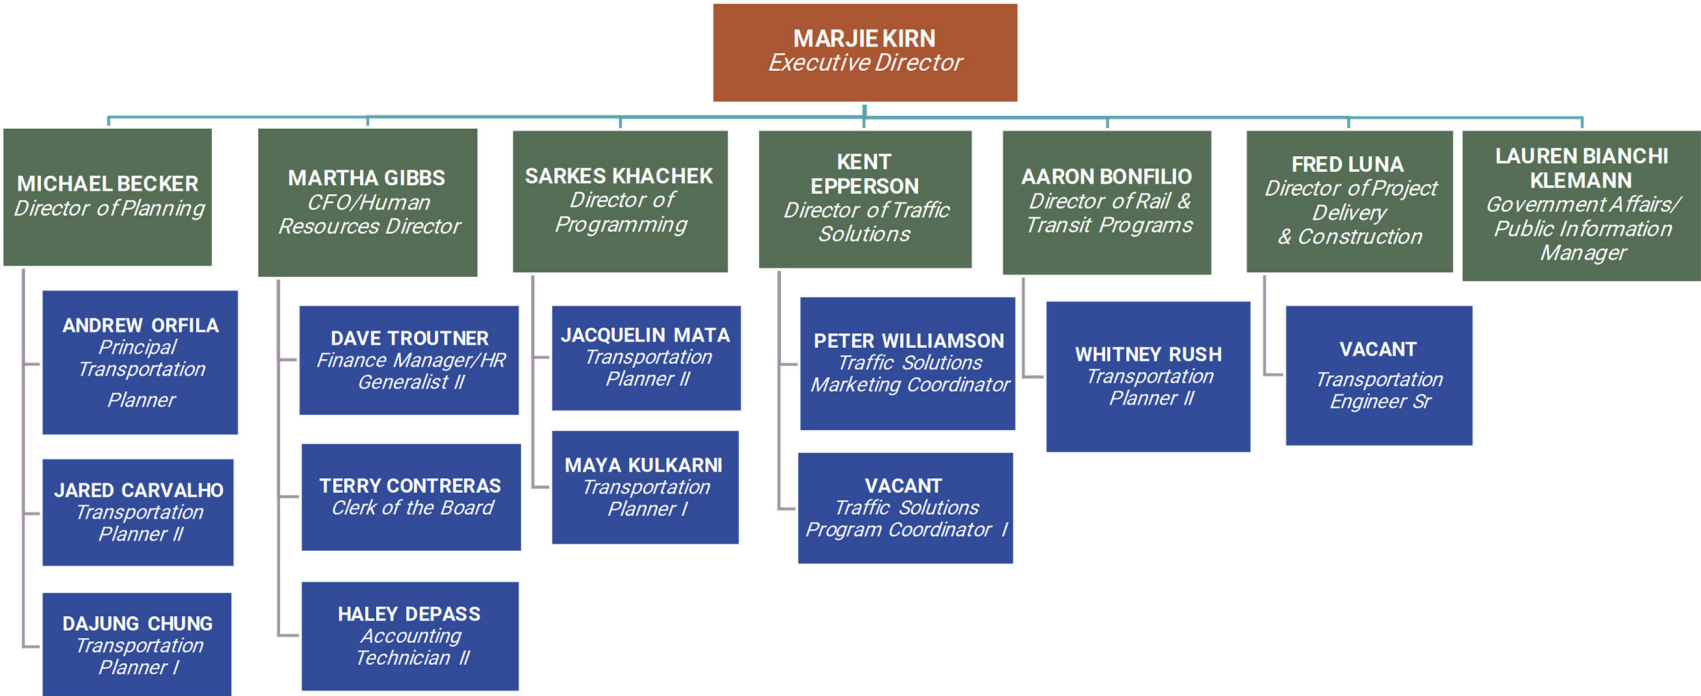 MARJIE KIRN
Executive Director
MICHAEL BECKER
Director of Planning
MARTHA GIBBS
CFO/Human
Resources Director
SARKES KHACHEK
Director of
Programming
KENT
EPPERSON
Director of Traffic
Solutions
AARON BONFILIO
Director of Rail &
Transit Programs
FRED LUNA
Director of Project
Delivery
& Construction
LAUREN BIANCHI
KLEMANN
Government Affairs/
Public Information
Manager
ANDREW ORFILA
Principal
Transportation
Planner
JARED CARVALHO
Transportation
Planner II
DAJUNG CHUNG
Transportation
Planner I
DAVE TROUTNER
Finance Manager/HR
Generalist II
TERRY CONTRERAS
Clerk of the Board
HALEY DEPASS
Accounting
Technician II
JACQUELIN MATA
Transportation
Planner II
MAYA KULKARNI
Transportation
Planner I
PETER WILLIAMSON
Traffic Solutions
Marketing Coordinator
VACANT
Traffic Solutions
Program Coordinator I
WHITNEY RUSH
Transportation
Planner II
VACANT
Transportation
Engineer Sr